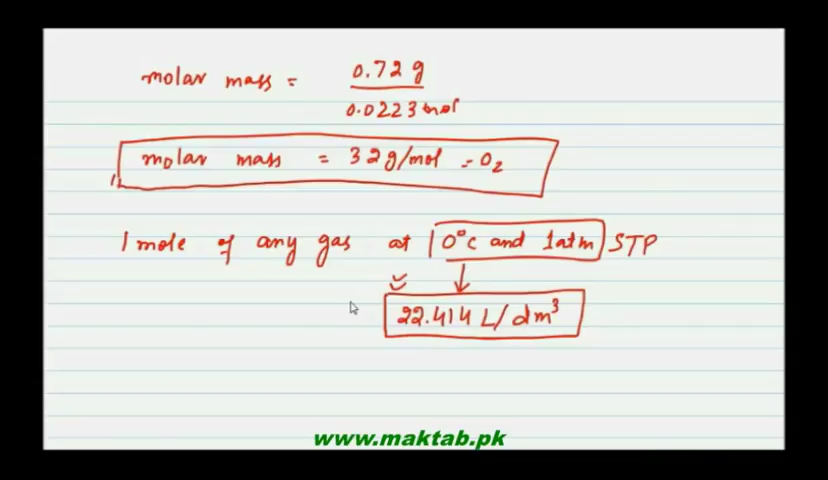 molar mass = 0.72 g
0.0223 mol
molar mass = 32 g/mol = O₂
1 mole of any gas at 0°C and 1atm STP
22.414 L/dm³
www.maktab.pk